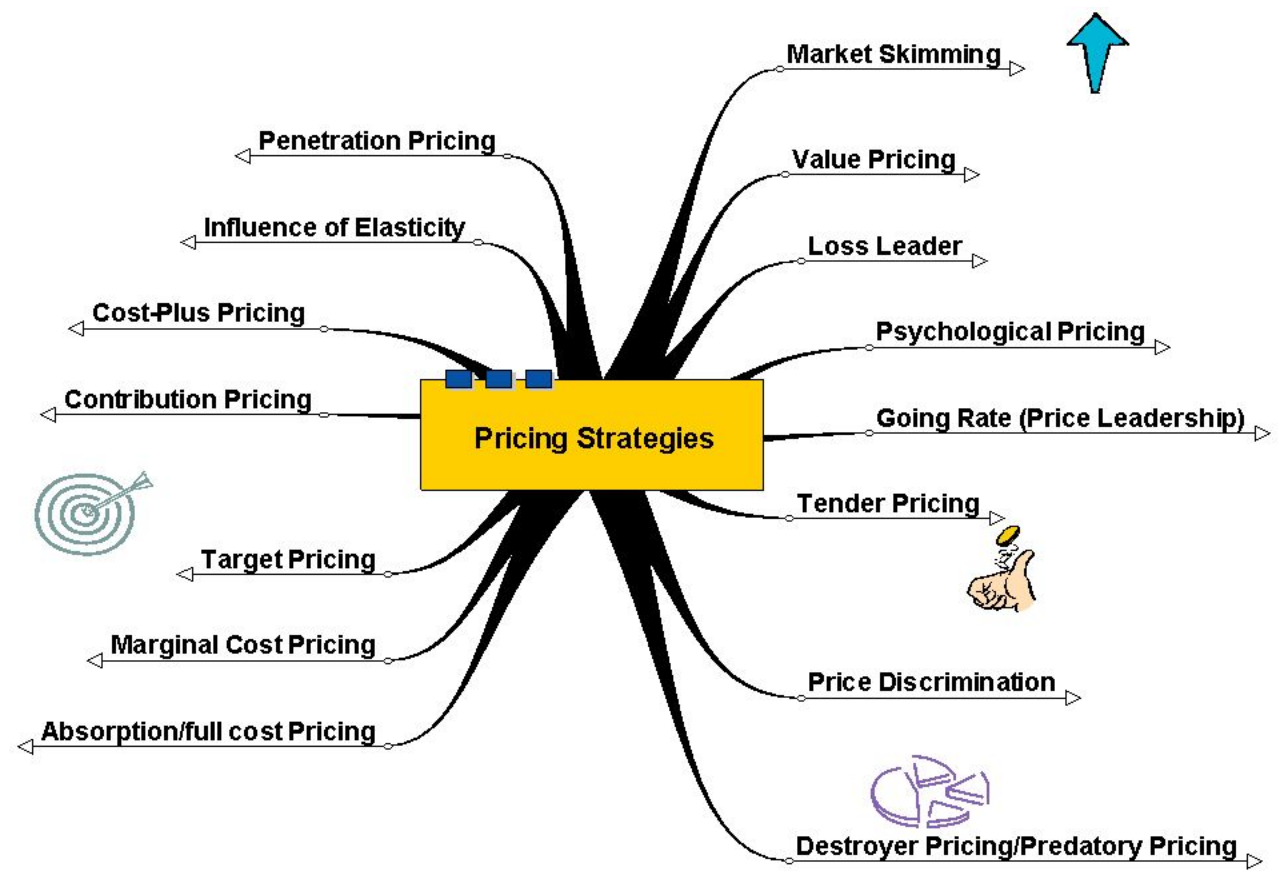 Market Skimming
Penetration Pricing
Value Pricing
Influence of Elasticity
Loss Leader
Cost-Plus Pricing
Psychological Pricing
Contribution Pricing
Going Rate (Price Leadership)
Pricing Strategies
Tender Pricing
Target Pricing
Marginal Cost Pricing
Price Discrimination
Absorption/full cost Pricing
Destroyer Pricing/Predatory Pricing